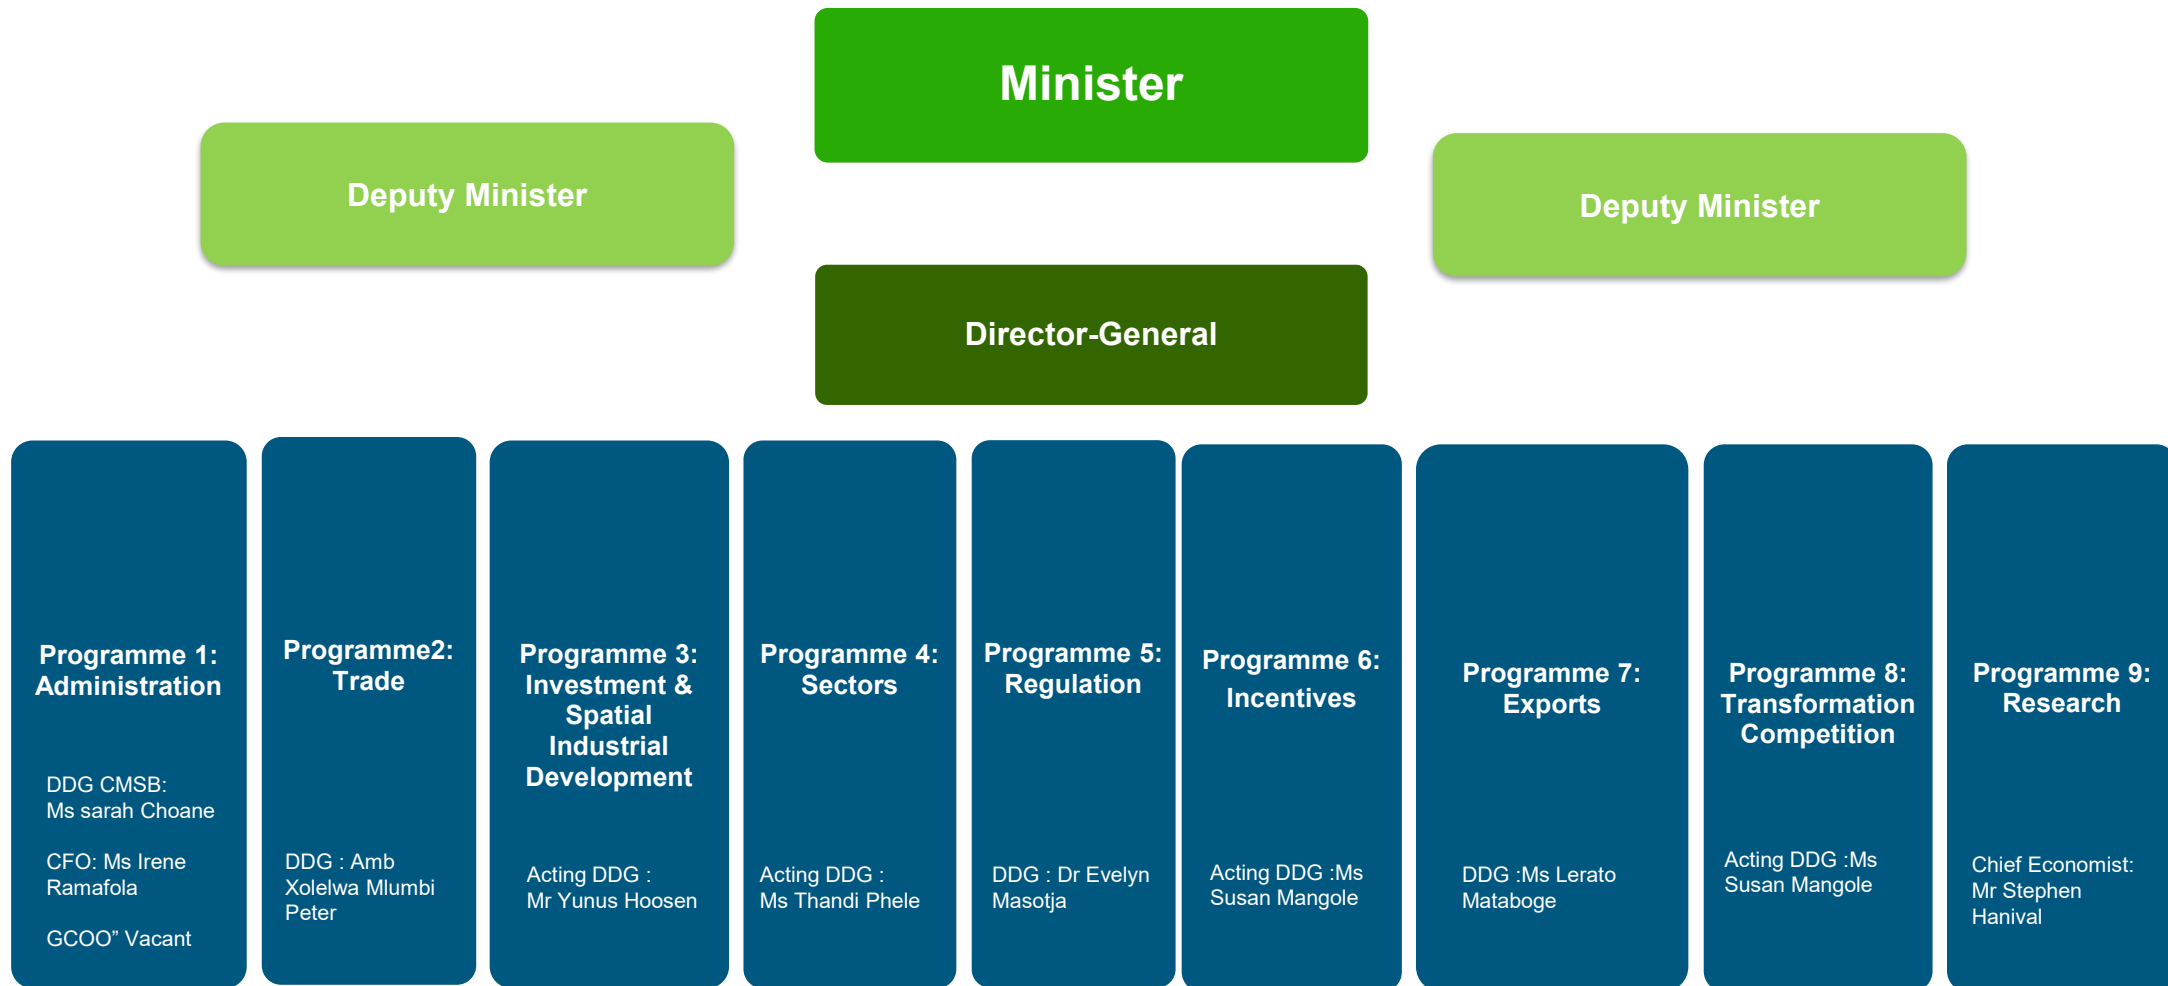 Minister
Deputy Minister
Deputy Minister
Director-General
Programme 1:
Administration
DDG CMSB:
Ms sarah Choane
CFO: Ms Irene
Ramafola
GCOO” Vacant
Programme2:
Trade
DDG : Amb
Xolelwa Mlumbi
Peter
Programme 3:
Investment &
Spatial
Industrial
Development
Acting DDG :
Mr Yunus Hoosen
Programme 4:
Sectors
Acting DDG :
Ms Thandi Phele
Programme 5:
Regulation
DDG : Dr Evelyn
Masotja
Programme 6:
Incentives
Acting DDG :Ms
Susan Mangole
Programme 7:
Exports
DDG :Ms Lerato
Mataboge
Programme 8:
Transformation
Competition
Acting DDG :Ms
Susan Mangole
Programme 9:
Research
Chief Economist:
Mr Stephen
Hanival